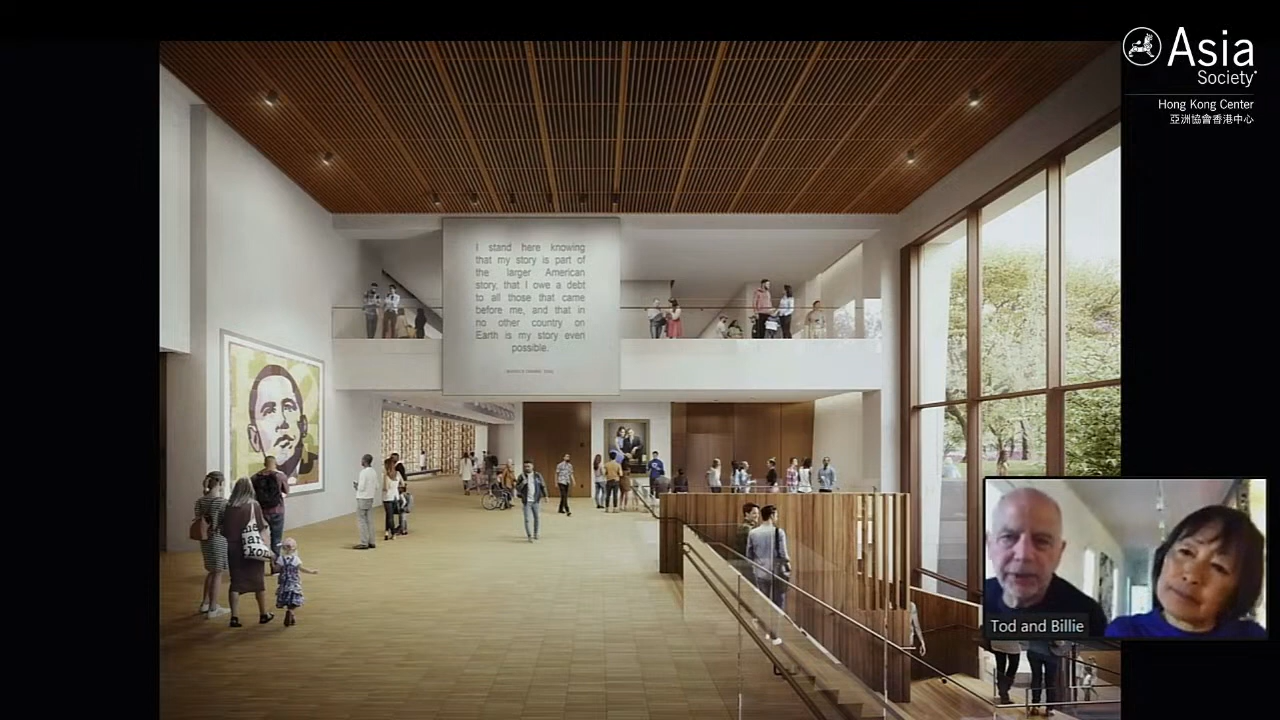 Asia
Society
Hong Kong Center
亞洲協會香港中心
I stand here knowing
that my story is part of
the larger American
story, that I owe a debt
to all those that came
before me, and that in
no other country on
Earth is my story even
possible.
Tod and Billie